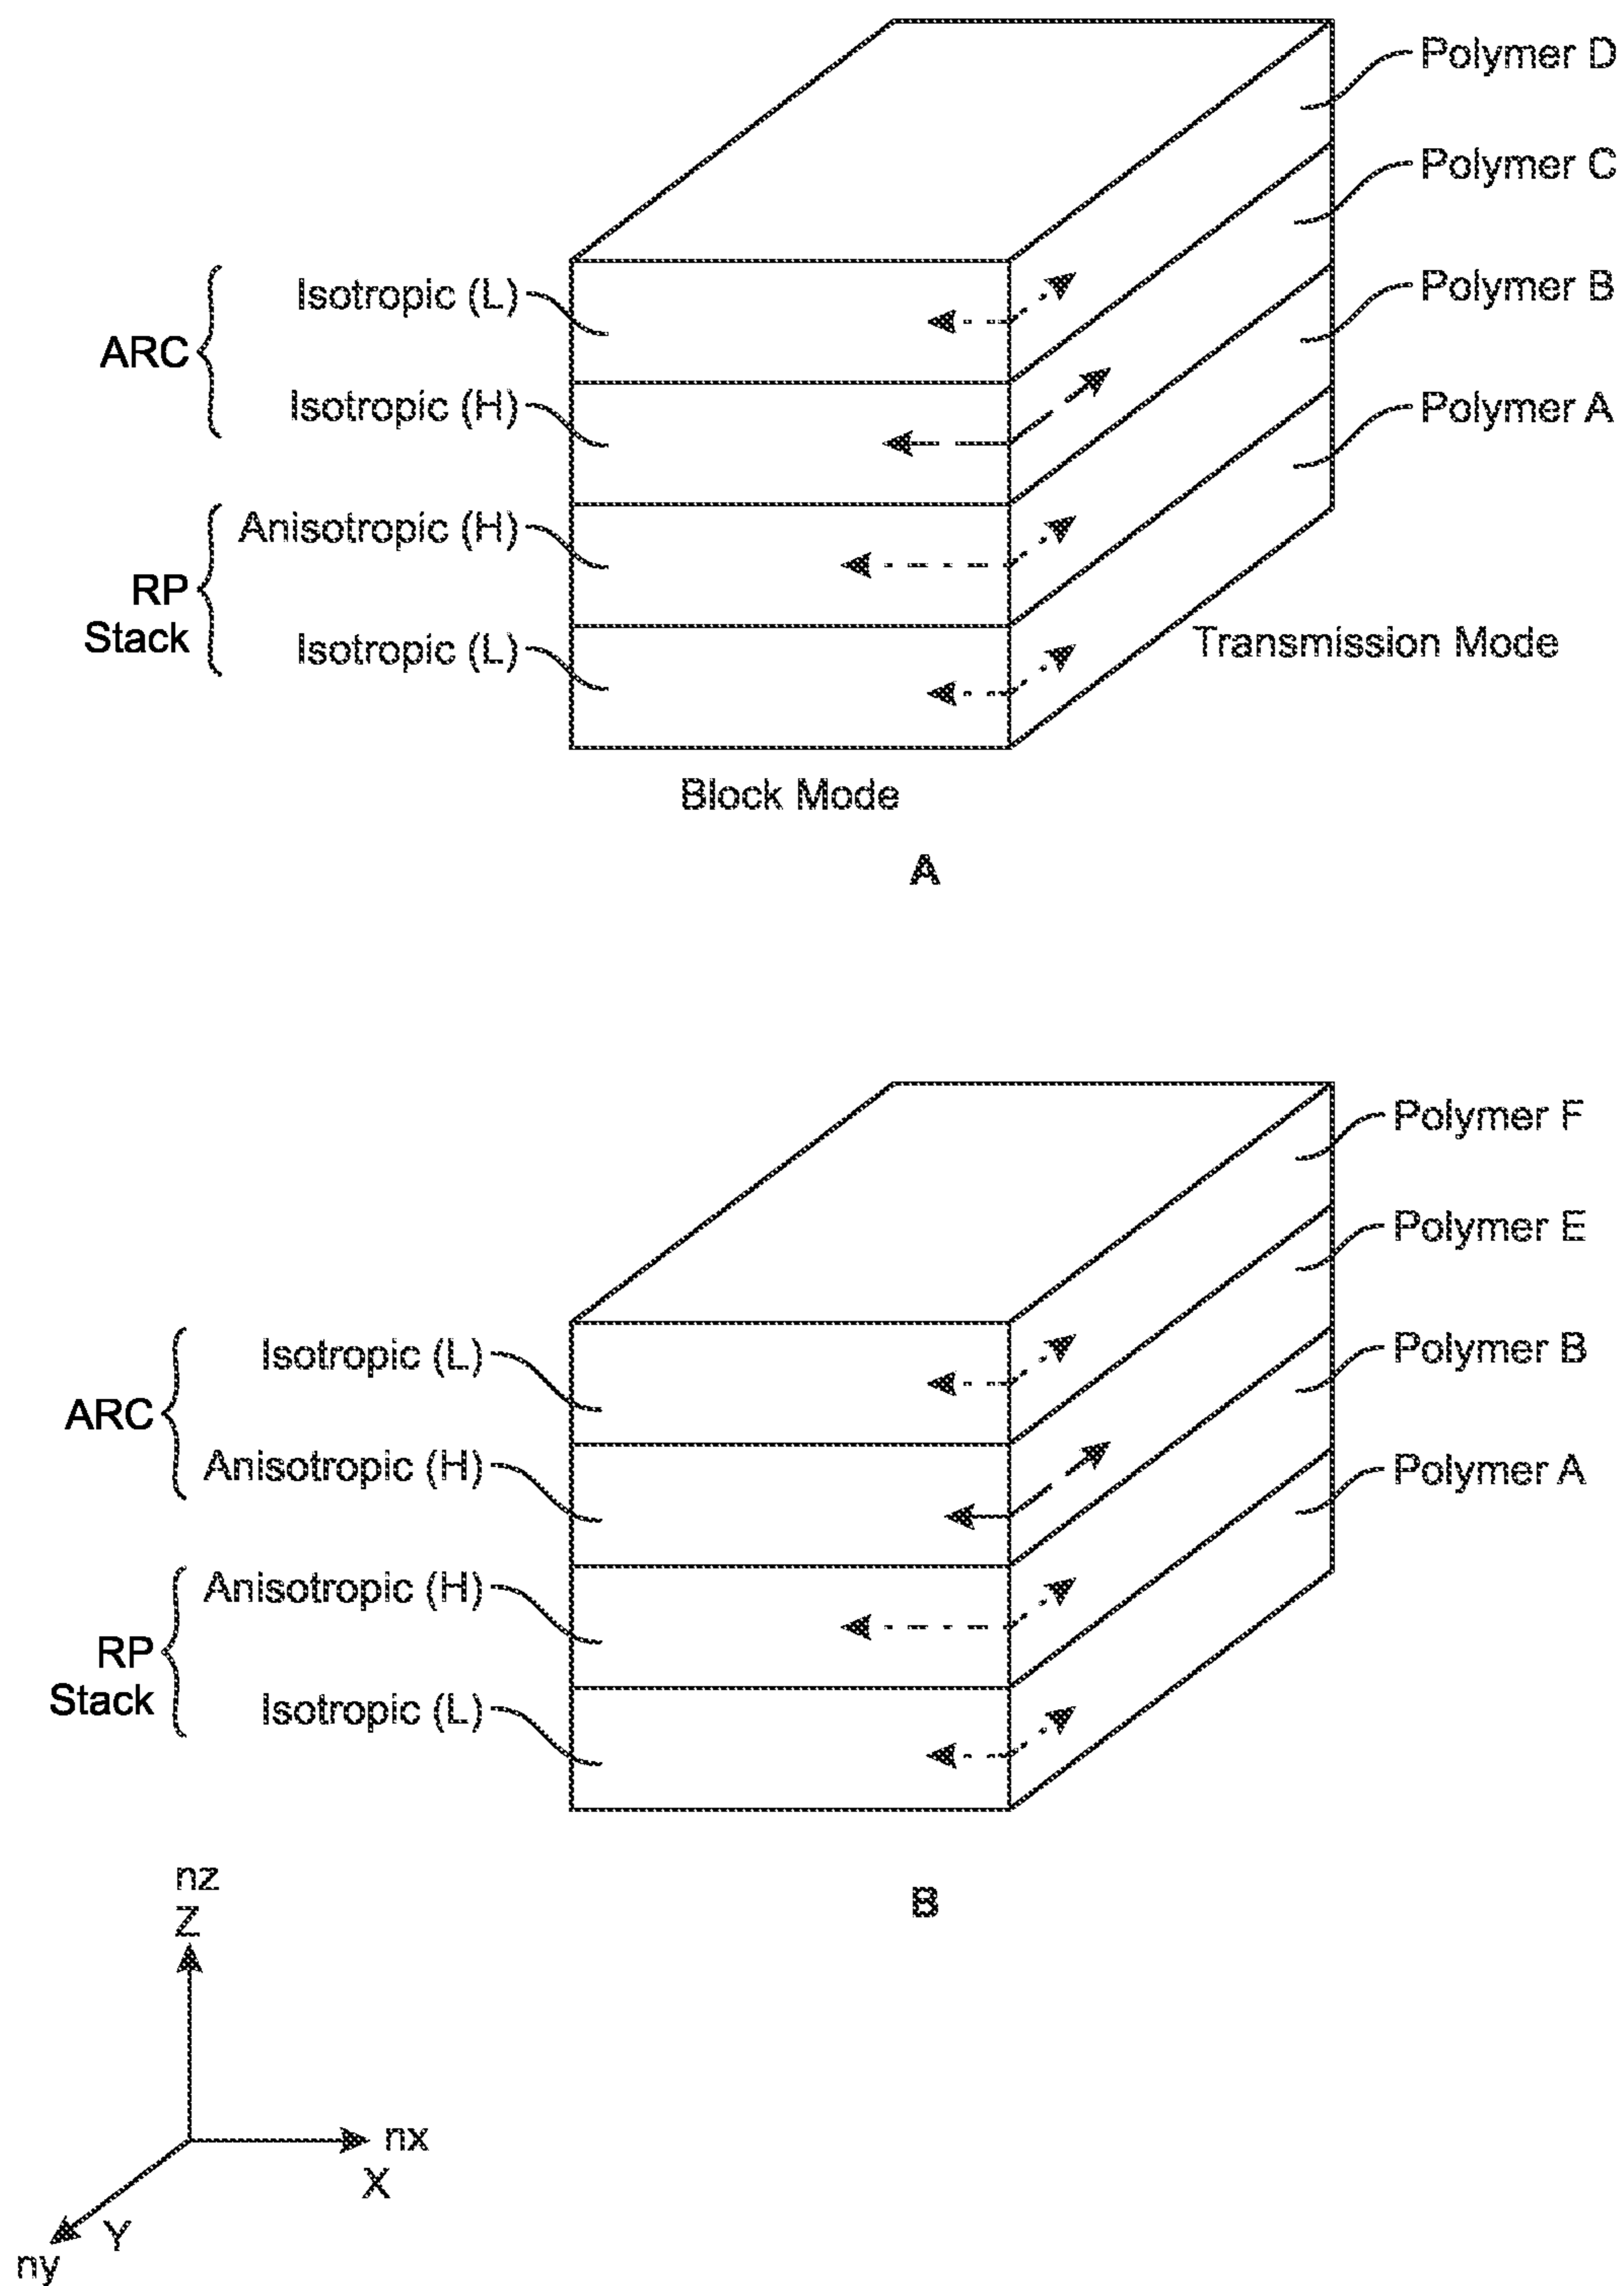 Polymer D
Polymer C
Isotropic (L)
Polymer B
ARC
Isotropic (H)
Polymer A
Anisotropic (H)
RP
Stack
Isotropic (L)
Transmission Mode
Block Mode
A
Polymer F
Polymer E
Isotropic (L)
Polymer B
ARC
Anisotropic (H)
Polymer A
Anisotropic (H)
RP
Stack
Isotropic (L)
nz
Z
B
nx
X
Y
ny